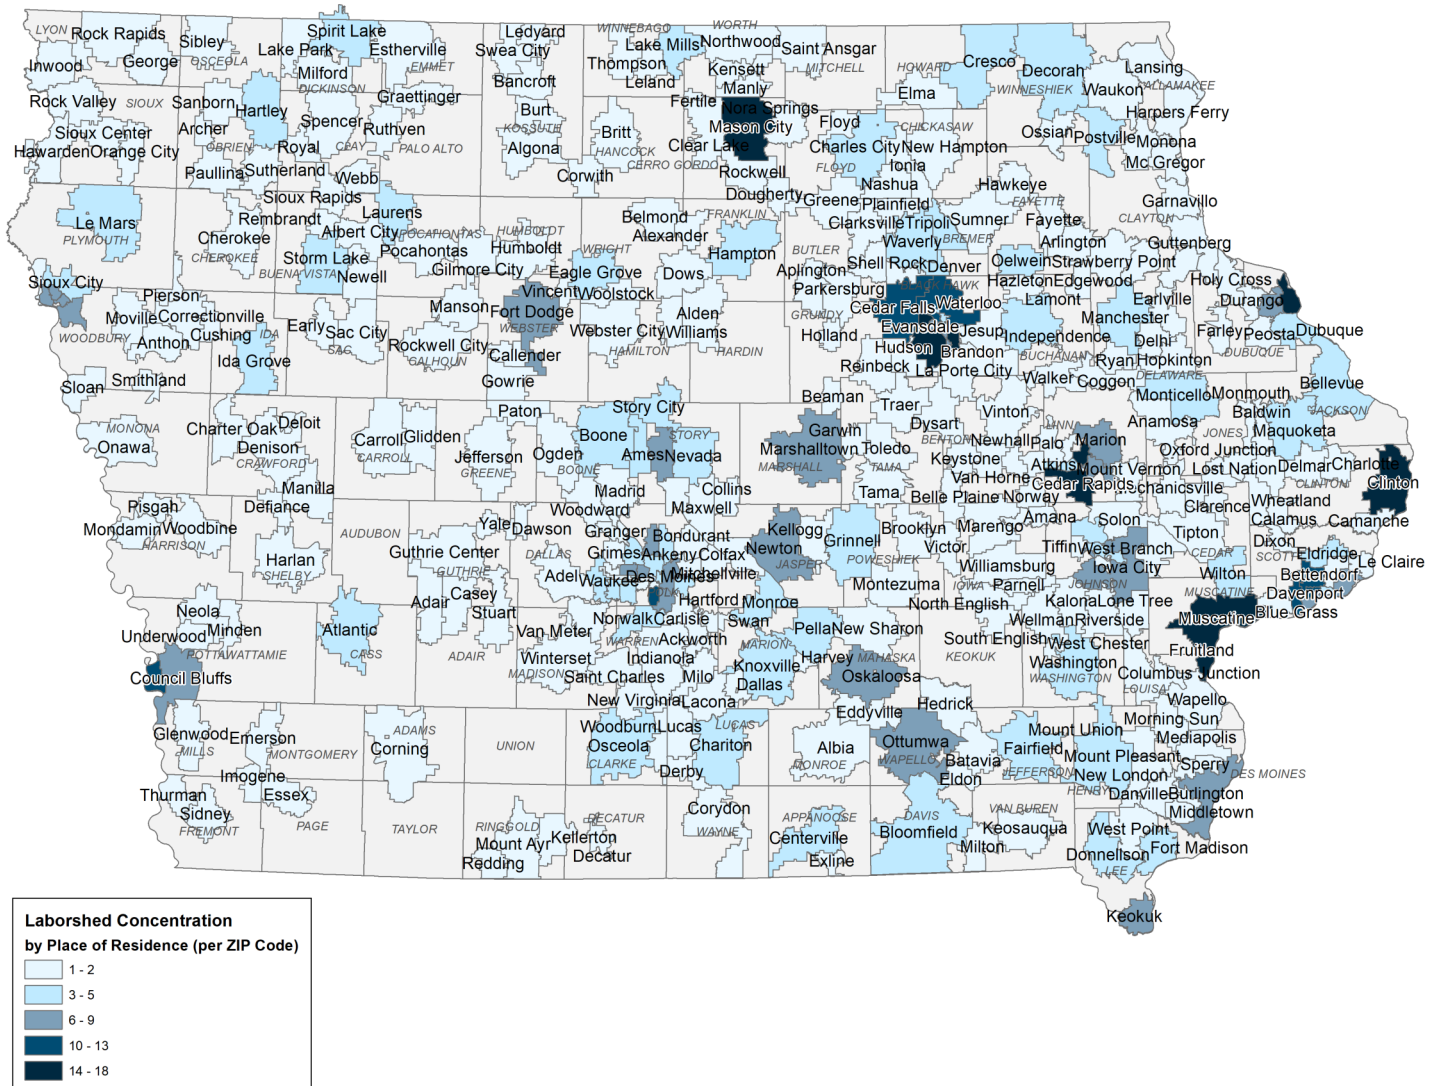 LYON
Rock Rapids
Sibley
Spirit Lake
Ledyard
WINNEBAGO
WORTH
Lake Park
Estherville
Swea City
Lake Mills
Northwood
Saint Ansgar
Inwood
George
OSCEOLA
EMMET
Thompson
MITCHELL
HOWARD
Cresco
Decorah
Lansing
Milford
DICKINSON
Bancroft
Leland
Kensett
Manly
WINNESHIEK
Waukon
Rock Valley
SIOUX
Sanborn
Hartley
Graettinger
Fertile
Nora Springs
Elma
Harpers Ferry
Burt
KOSSUTH
Spencer
Ruthven
Britt
Mason City
Floyd
CHICKASAW
Ossian
Postville
Monona
Sioux Center
Archer
Royal
CLAY
PALO ALTO
Algona
HANCOCK
Clear Lake
Charles City
New Hampton
Hawarden
Orange City
CERRO GORDO
FLOYD
Ionia
Mc Gregor
Paullina
Sutherland
Webb
Corwith
Rockwell
Nashua
Hawkeye
Sioux Rapids
Dougherty
Greene
Plainfield
FAYETTE
Garnavillo
Le Mars
PLYMOUTH
Rembrandt
Laurens
Belmond
FRANKLIN
Clarksville
Tripoli
Sumner
Fayette
CLAYTON
Cherokee
Albert City
POCAHONTAS
HUMBOLDT
Alexander
Waverly
BREMER
Arlington
Guttenberg
CHEROKEE
Storm Lake
Pocahontas
Humboldt
WRIGHT
Hampton
BUTLER
Shell Rock
Denver
Oelwein
Strawberry Point
Sioux City
BUENA VISTA
Newell
Gilmore City
Eagle Grove
Dows
Aplington
Hazleton
Edgewood
Holy Cross
Pierson
Vincent
Woolstock
Parkersburg
Lamont
Earlville
Durango
Moville
Correctionville
Manson
Fort Dodge
Alden
GRUNDY
Cedar Falls
Waterloo
Manchester
WOODBURY
Anthon
Cushing
IDA
Early
Sac City
WEBSTER
Webster City
Williams
Holland
Evansdale
Jesup
Independence
Delhi
Farley
Peosta
Dubuque
Ida Grove
SAC
Rockwell City
CALHOUN
Callender
HAMILTON
HARDIN
Hudson
Brandon
BUCHANAN
Ryan
Hopkinton
DUBUQUE
Sloan
Smithland
Gowrie
Reinbeck
La Porte City
Walker
Coggon
DELAWARE
Bellevue
Beaman
Monticello
Monmouth
Paton
Story City
Traer
Vinton
LINN
Baldwin
JACKSON
MONONA
Charter Oak
Deloit
Carroll
Glidden
Boone
STORY
Garwin
Dysart
Anamosa
JONES
Maquoketa
Onawa
Denison
CARROLL
Jefferson
Ogden
Ames
Nevada
Marshalltown
Toledo
BENTON
Newhall
Palo
Marion
Oxford Junction
CRAWFORD
GREENE
BOONE
MARSHALL
TAMA
Keystone
Atkins
Mount Vernon
Lost Nation
Delmar
Charlotte
Manilla
Madrid
Collins
Tama
Van Horne
Cedar Rapids
CLINTON
Clinton
Pisgah
Defiance
Woodward
Maxwell
Belle Plaine
Norway
Clarence
Wheatland
Mondamin
Woodbine
AUDUBON
Yale
Dawson
Granger
Bondurant
Kellogg
Grinnell
Brooklyn
Marengo
Amana
Solon
Tipton
Calamus
Camanche
HARRISON
Harlan
Guthrie Center
DALLAS
Grimes
Ankeny
Colfax
Newton
Victor
Tiffin
West Branch
CEDAR
Dixon
SCOTT
Eldridge
Le Claire
SHELBY
GUTHRIE
Adel
Waukee
Des Moines
Mitchellville
JASPER
POWESHIEK
Williamsburg
Iowa City
Wilton
Bettendorf
Neola
Casey
POLK
Hartford
Montezuma
IOWA
Parnell
JOHNSON
MUSCATINE
Davenport
Adair
Stuart
Monroe
North English
Kalona
Lone Tree
Blue Grass
Underwood
Minden
Atlantic
Van Meter
Norwalk
Carlisle
Swan
Pella
New Sharon
Wellman
Riverside
Muscatine
POTTAWATTAMIE
CASS
ADAIR
WARREN
Ackworth
MARION
South English
West Chester
Fruitland
Winterset
Indianola
Knoxville
Harvey
MAHASKA
KEOKUK
Washington
Council Bluffs
MADISON
Saint Charles
Milo
Dallas
Oskaloosa
WASHINGTON
Columbus Junction
LOUISA
New Virginia
Lacona
Eddyville
Hedrick
Wapello
Glenwood
Emerson
ADAMS
Woodburn
Lucas
LUCAS
Mount Union
Morning Sun
MILLS
MONTGOMERY
Corning
UNION
Osceola
Chariton
Albia
Ottumwa
Fairfield
Mediapolis
CLARKE
MONROE
WAPELLO
Batavia
JEFFERSON
Mount Pleasant
Sperry
DES MOINES
Imogene
Derby
Eldon
New London
HENRY
Thurman
Essex
Danville
Burlington
Sidney
Corydon
VAN BUREN
Middletown
FREMONT
PAGE
TAYLOR
RINGGOLD
DECATUR
WAYNE
APPANOOSE
DAVIS
Keosauqua
West Point
Mount Ayr
Kellerton
Centerville
Bloomfield
Milton
Donnellson
Fort Madison
Redding
Decatur
Exline
LEE
Keokuk
Laborshed Concentration
by Place of Residence (per ZIP Code)
1 - 2
3 - 5
6 - 9
10 - 13
14 - 18